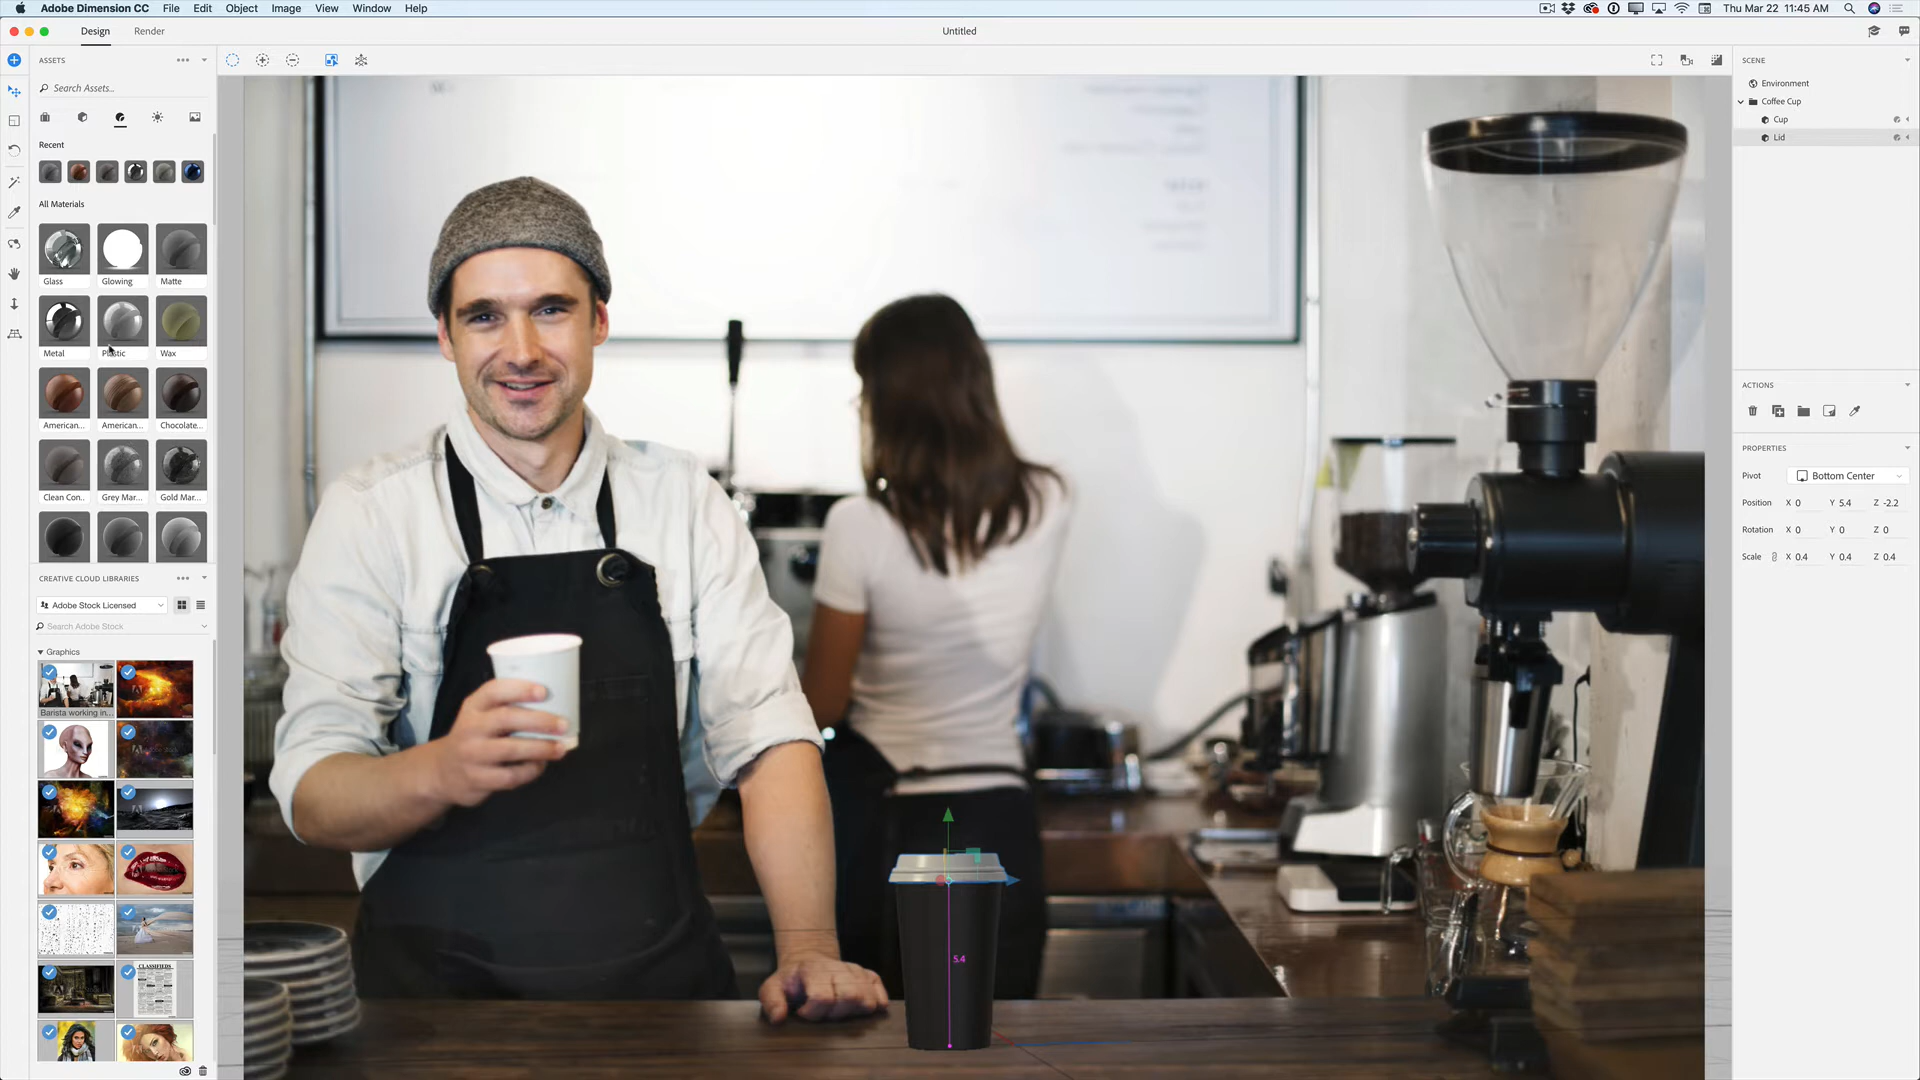 Adobe Dimension CC File Edit Object Image View Window Help
Thu Mar 22 11:45 AM
Design Render
Untitled
ASSETS
Search Assets...
Recent
All Materials
Glass Glowing Matte
Metal Plastic Wax
American... American... Chocolate...
Clean Con... Grey Mar... Gold Mar...
CREATIVE CLOUD LIBRARIES
Adobe Stock Licensed
Search Adobe Stock
Graphics
Barista working in...
CLASSIFIEDS
5.4
SCENE
Environment
Coffee Cup
Cup
Lid
ACTIONS
PROPERTIES
Pivot Bottom Center
Position X 0 Y 5.4 Z -2.2
Rotation X 0 Y 0 Z 0
Scale X 0.4 Y 0.4 Z 0.4